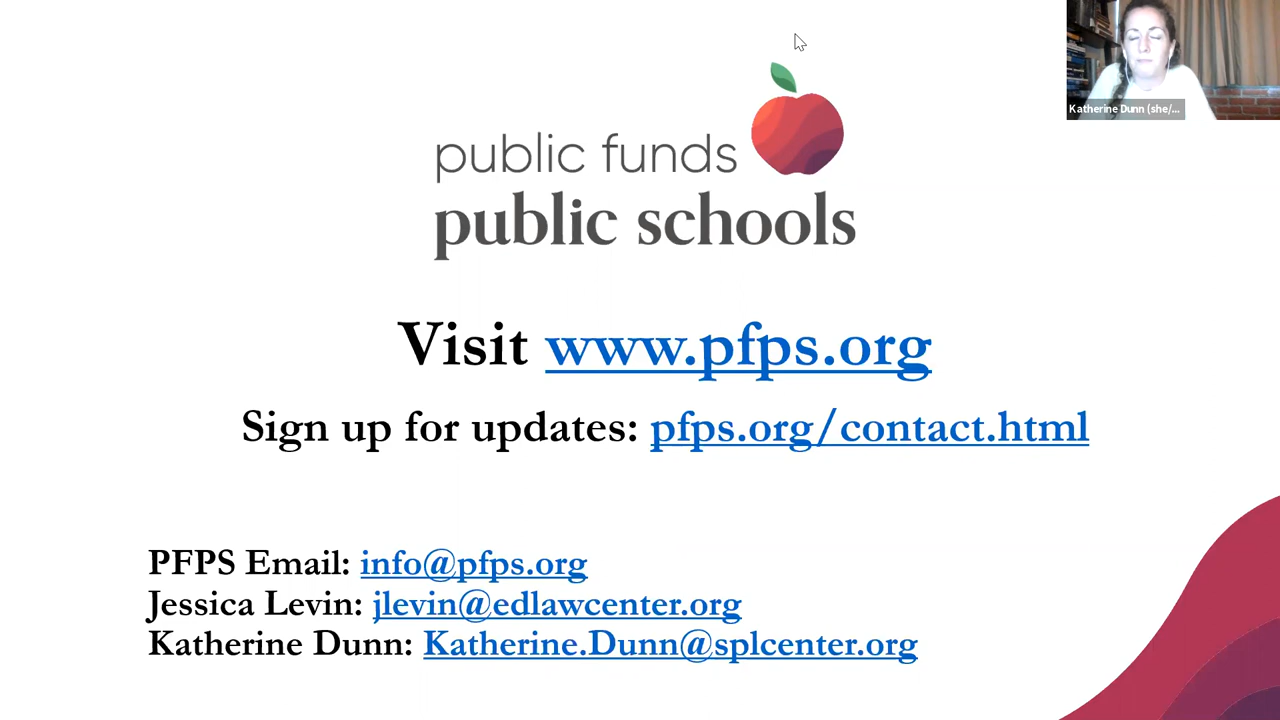 Katherine Dunn (she/...
public funds
public schools
Visit www.pfps.org
Sign up for updates: pfps.org/contact.html
PFPS Email: info@pfps.org
Jessica Levin: jlevin@edlawcenter.org
Katherine Dunn: Katherine.Dunn@splcenter.org